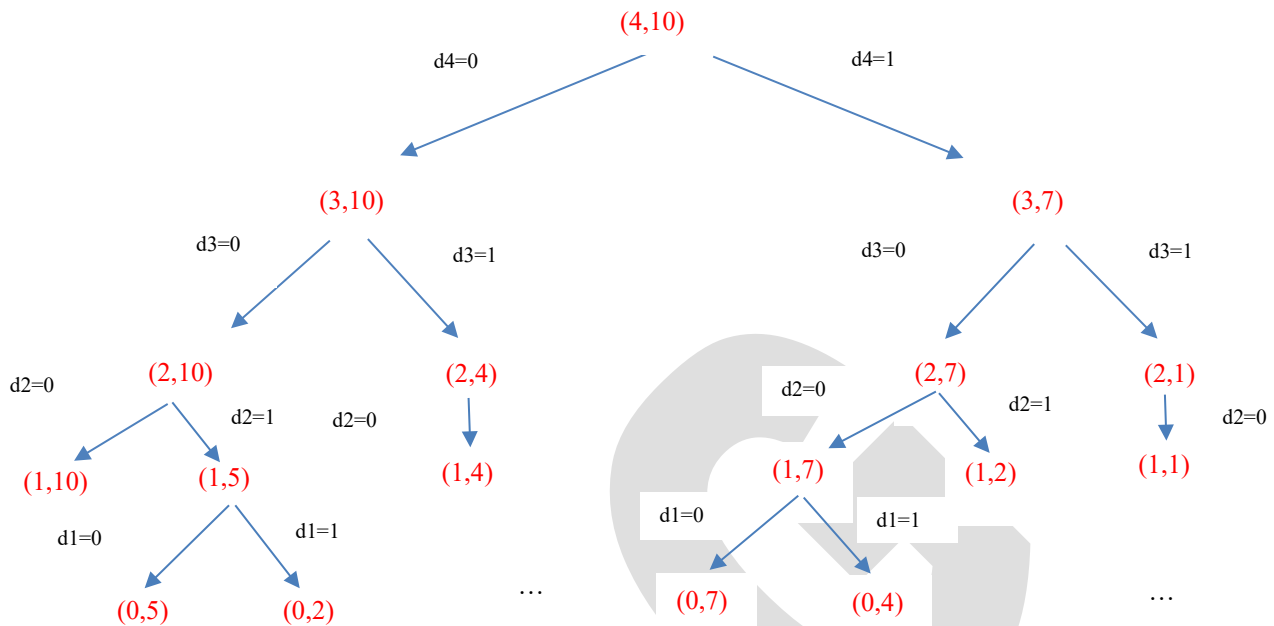 (4,10)
d4=0
d4=1
(3,10)
(3,7)
d3=0
d3=1
d3=0
d3=1
(2,10)
(2,4)
(2,7)
(2,1)
d2=0
d2=1
d2=0
d2=0
d2=1
d2=0
(1,10)
(1,5)
(1,4)
(1,7)
(1,2)
(1,1)
d1=0
d1=1
d1=0
d1=1
(0,5)
(0,2)
…
(0,7)
(0,4)
…